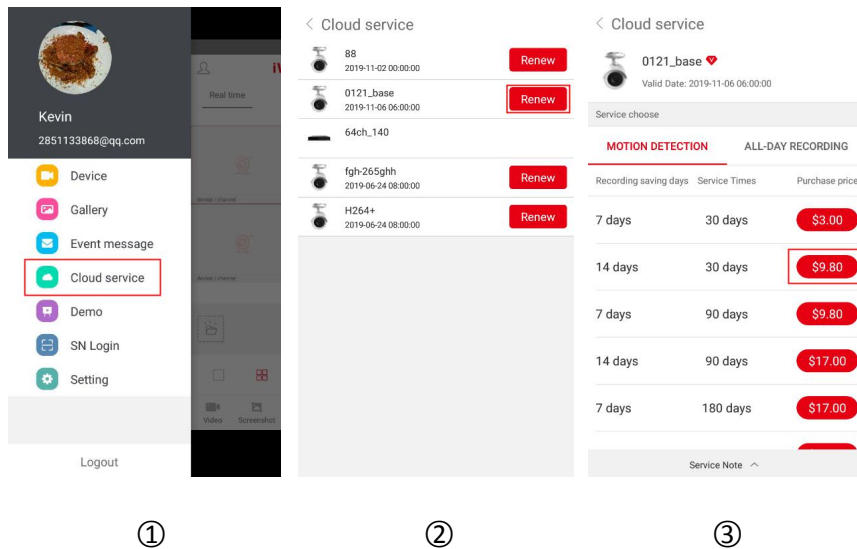 Kevin
2851133868@qq.com
Device
Gallery
Event message
Cloud service
Demo
SN Login
Setting
Logout
Real time
device | channel
device | channel
Video Screenshot
①
< Cloud service
88
2019-11-02 00:00:00
Renew
0121_base
2019-11-06 06:00:00
Renew
64ch_140
fgh-265ghh
2019-06-24 08:00:00
Renew
H264+
2019-06-24 08:00:00
Renew
②
< Cloud service
0121_base
Valid Date: 2019-11-06 06:00:00
Service choose
MOTION DETECTION ALL-DAY RECORDING
Recording saving days Service Times Purchase price
7 days 30 days $3.00
14 days 30 days $9.80
7 days 90 days $9.80
14 days 90 days $17.00
7 days 180 days $17.00
Service Note
③